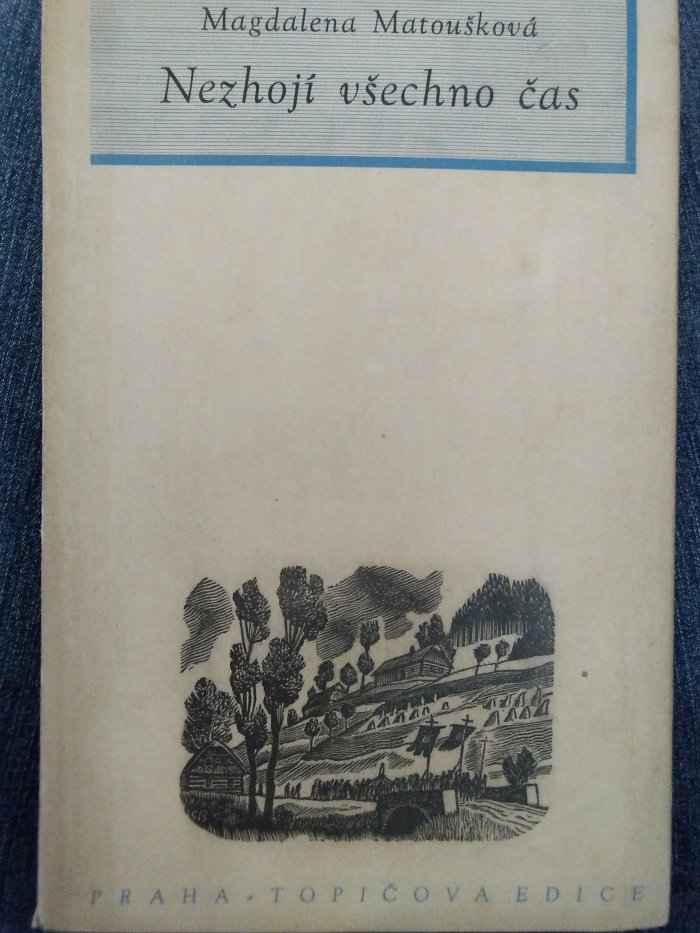 Magdalena Matoušková
Nezhojí všechno čas
PRAHA - TOPIČOVA EDICE